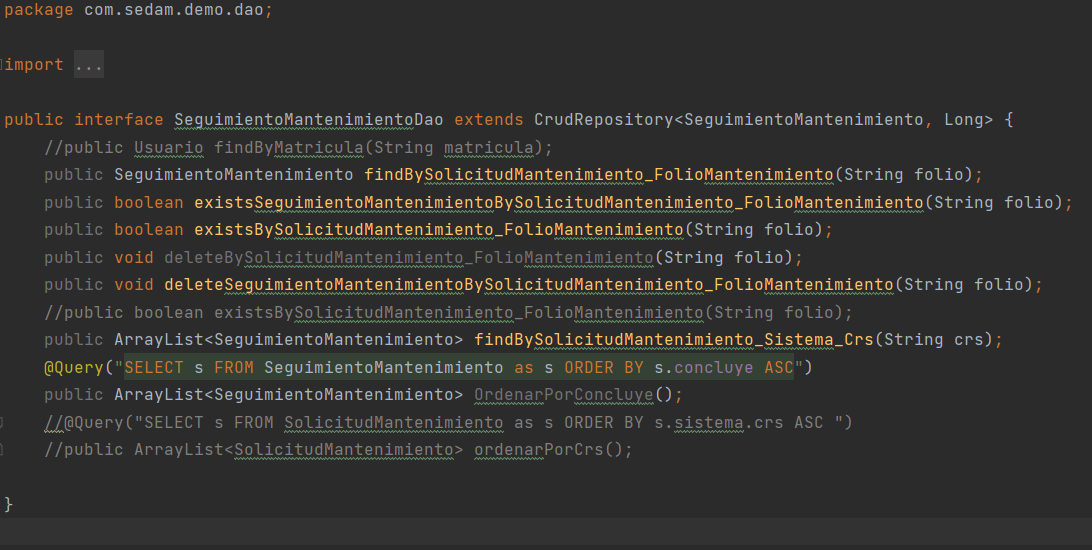 package com.sedam.demo.dao;
import ...
public interface SeguimientoMantenimientoDao extends CrudRepository<SeguimientoMantenimiento, Long> {
//public Usuario findByMatricula(String matricula);
public SeguimientoMantenimiento findBySolicitudMantenimiento_FolioMantenimiento(String folio);
public boolean existsSeguimientoMantenimientoBySolicitudMantenimiento_FolioMantenimiento(String folio);
public boolean existsBySolicitudMantenimiento_FolioMantenimiento(String folio);
public void deleteBySolicitudMantenimiento_FolioMantenimiento(String folio);
public void deleteSeguimientoMantenimientoBySolicitudMantenimiento_FolioMantenimiento(String folio);
//public boolean existsBySolicitudMantenimiento_FolioMantenimiento(String folio);
public ArrayList<SeguimientoMantenimiento> findBySolicitudMantenimiento_Sistema_Crs(String crs);
@Query("SELECT s FROM SeguimientoMantenimiento as s ORDER BY s.concluye ASC")
public ArrayList<SeguimientoMantenimiento> OrdenarPorConcluye();
//@Query("SELECT s FROM SolicitudMantenimiento as s ORDER BY s.sistema.crs ASC ")
//public ArrayList<SolicitudMantenimiento> ordenarPorCrs();
}